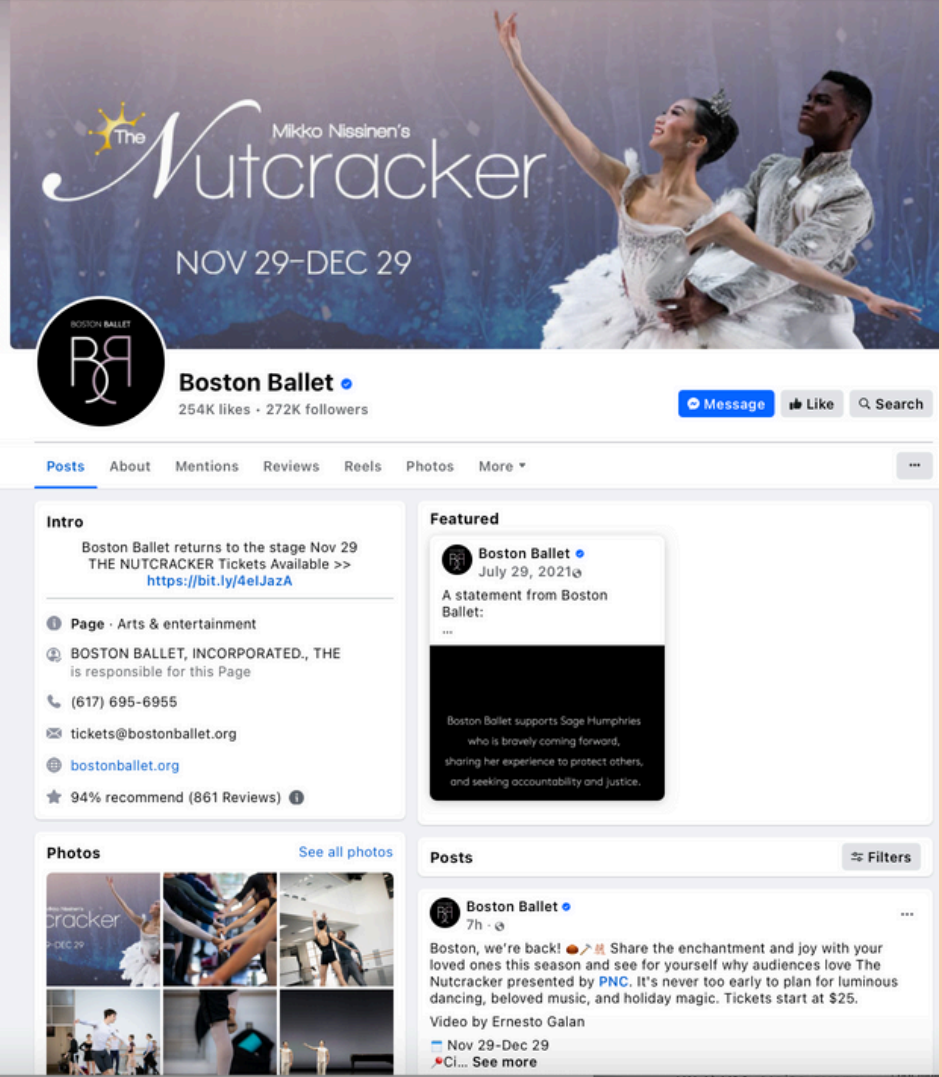 The
Mikko Nissinen's
Nutcracker
NOV 29–DEC 29
BOSTON BALLET
Boston Ballet
254K likes • 272K followers
Message
Like
Search
Posts
About
Mentions
Reviews
Reels
Photos
More
Intro
Boston Ballet returns to the stage Nov 29
THE NUTCRACKER Tickets Available >>
https://bit.ly/4elJazA
Page · Arts & entertainment
BOSTON BALLET, INCORPORATED., THE
is responsible for this Page
(617) 695-6955
tickets@bostonballet.org
bostonballet.org
94% recommend (861 Reviews)
Photos
See all photos
cracker
DEC 29
Featured
Boston Ballet
July 29, 2021
A statement from Boston
Ballet:
...
Boston Ballet supports Sage Humphries
who is bravely coming forward,
sharing her experience to protect others,
and seeking accountability and justice.
Posts
Filters
Boston Ballet
7h ·
Boston, we're back! 🌰🥢🐰 Share the enchantment and joy with your
loved ones this season and see for yourself why audiences love The
Nutcracker presented by PNC. It's never too early to plan for luminous
dancing, beloved music, and holiday magic. Tickets start at $25.
Video by Ernesto Galan
🗓 Nov 29-Dec 29
📍Ci... See more